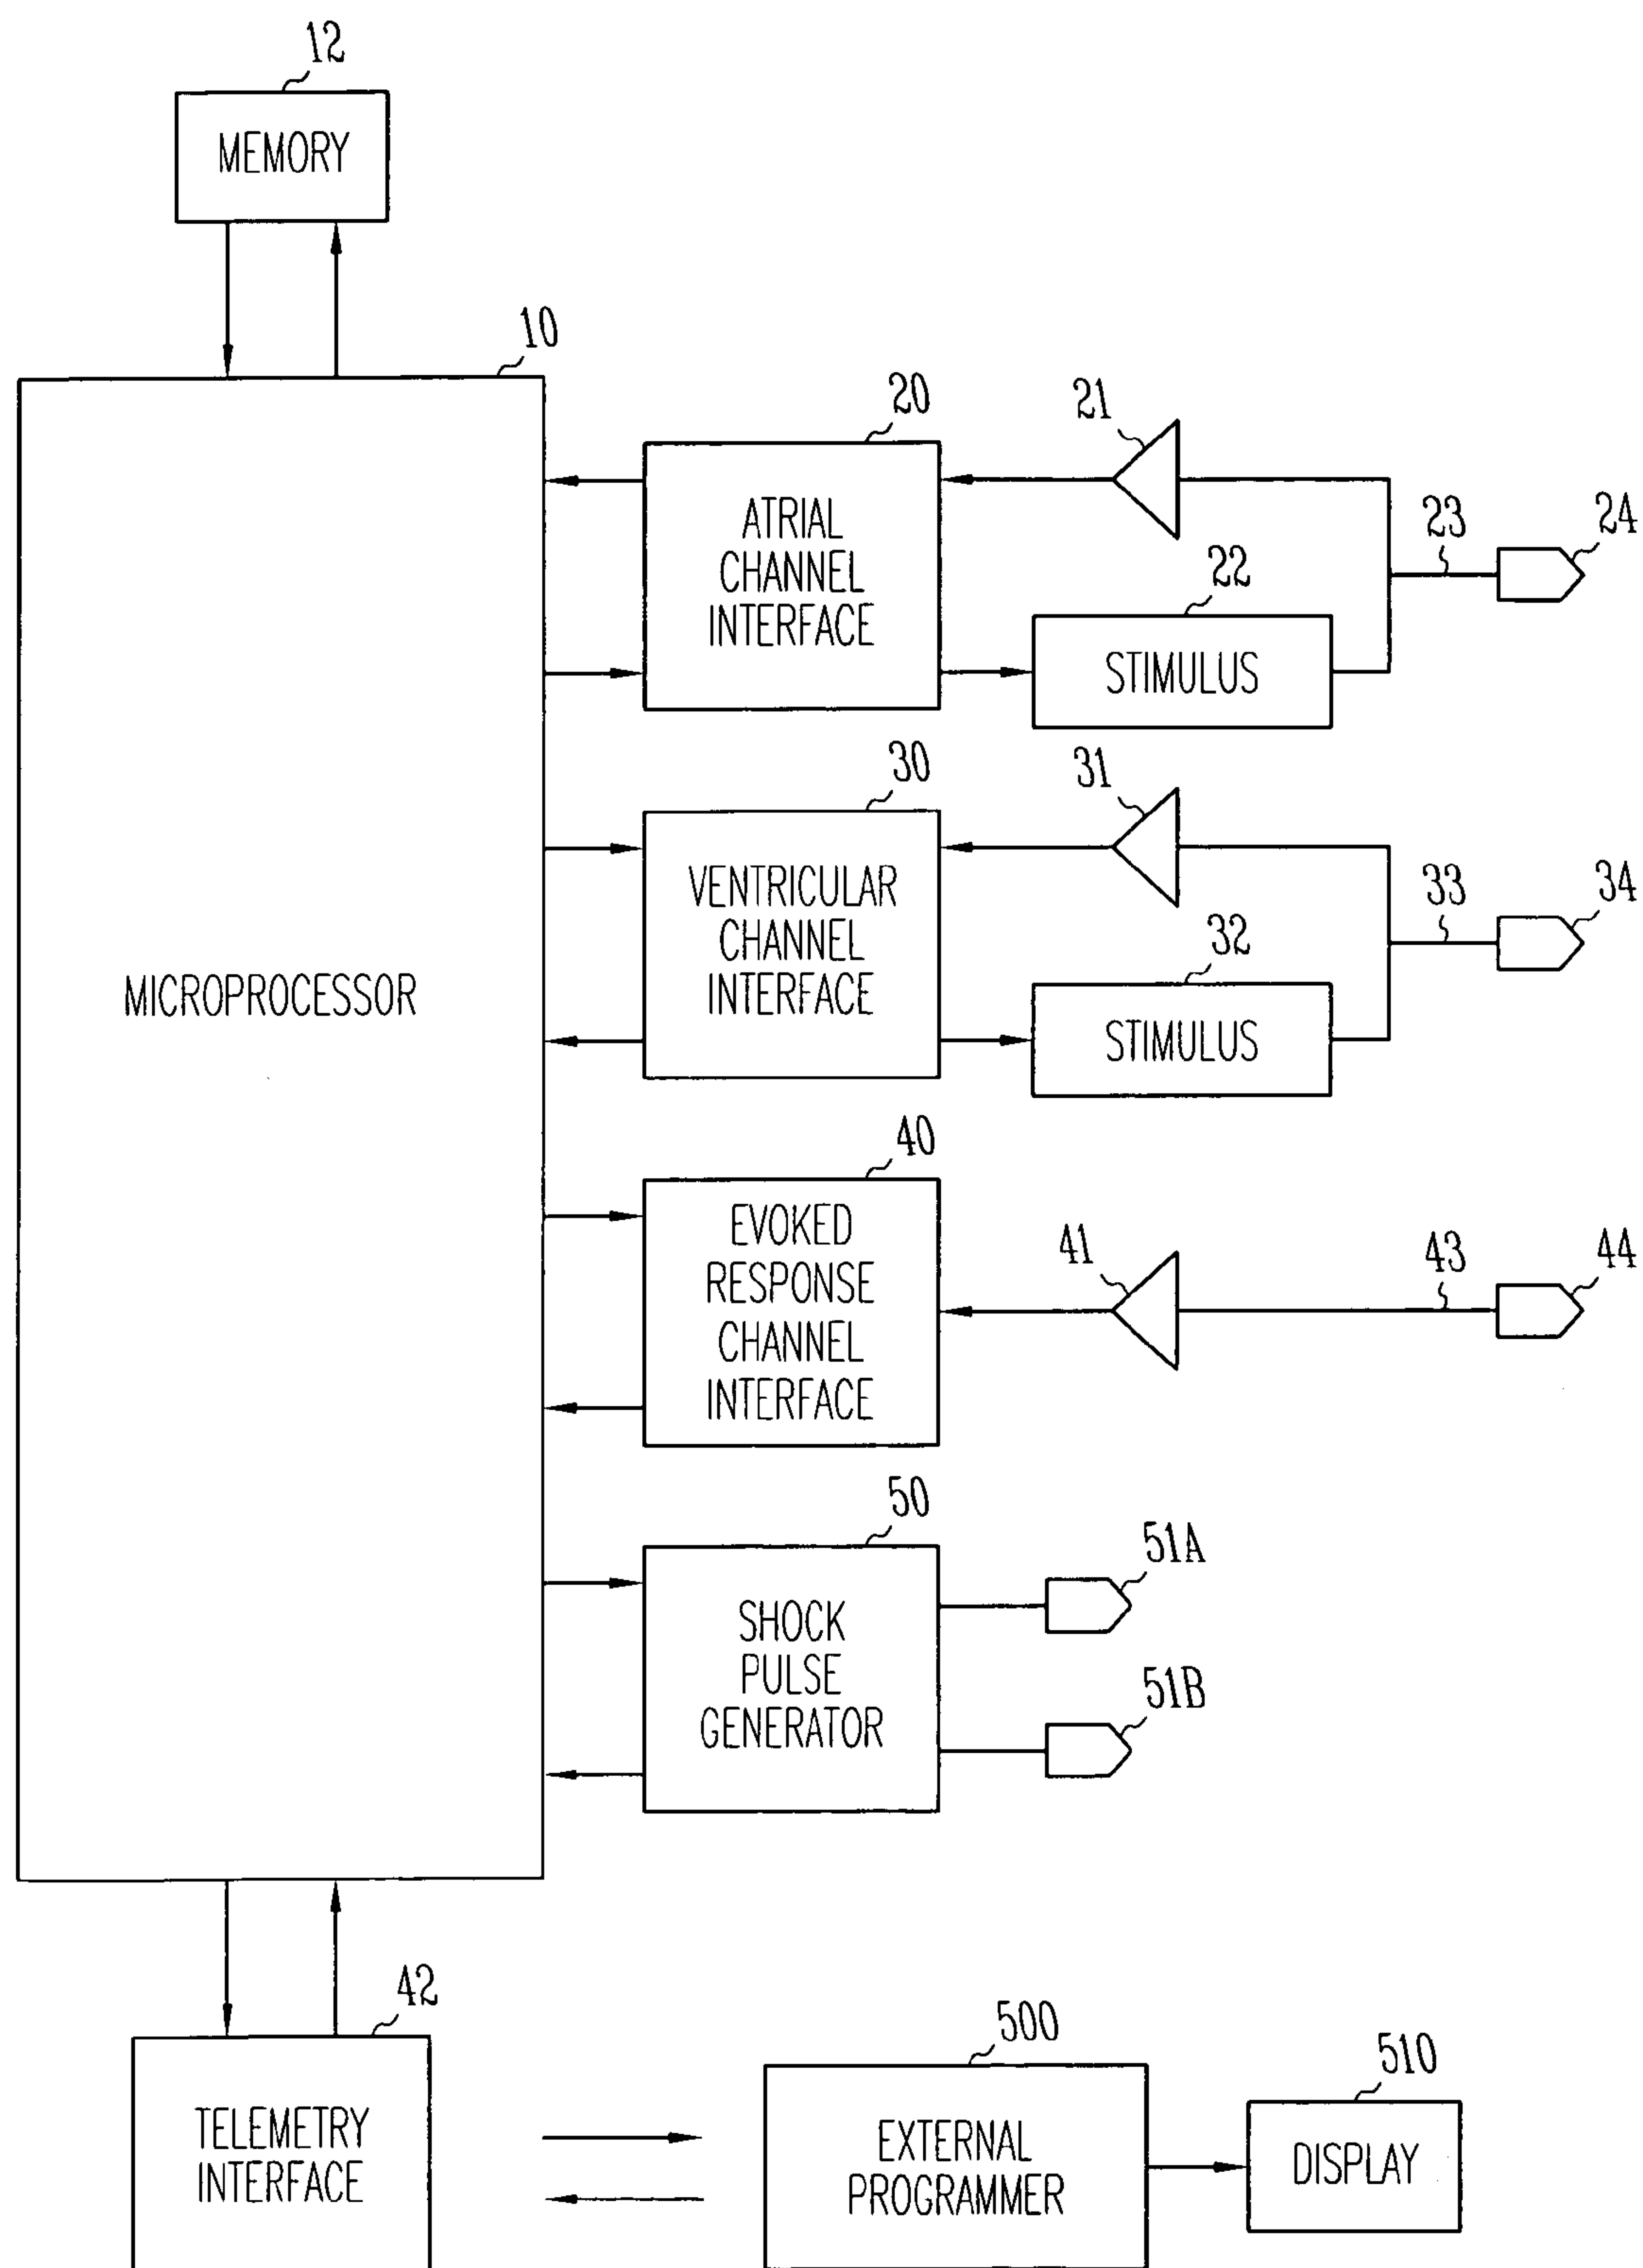 12
MEMORY
10
MICROPROCESSOR
20
ATRIAL
CHANNEL
INTERFACE
21
22
STIMULUS
23
24
30
VENTRICULAR
CHANNEL
INTERFACE
31
32
STIMULUS
33
34
40
EVOKED
RESPONSE
CHANNEL
INTERFACE
41
43
44
50
SHOCK
PULSE
GENERATOR
51A
51B
42
TELEMETRY
INTERFACE
500
EXTERNAL
PROGRAMMER
510
DISPLAY